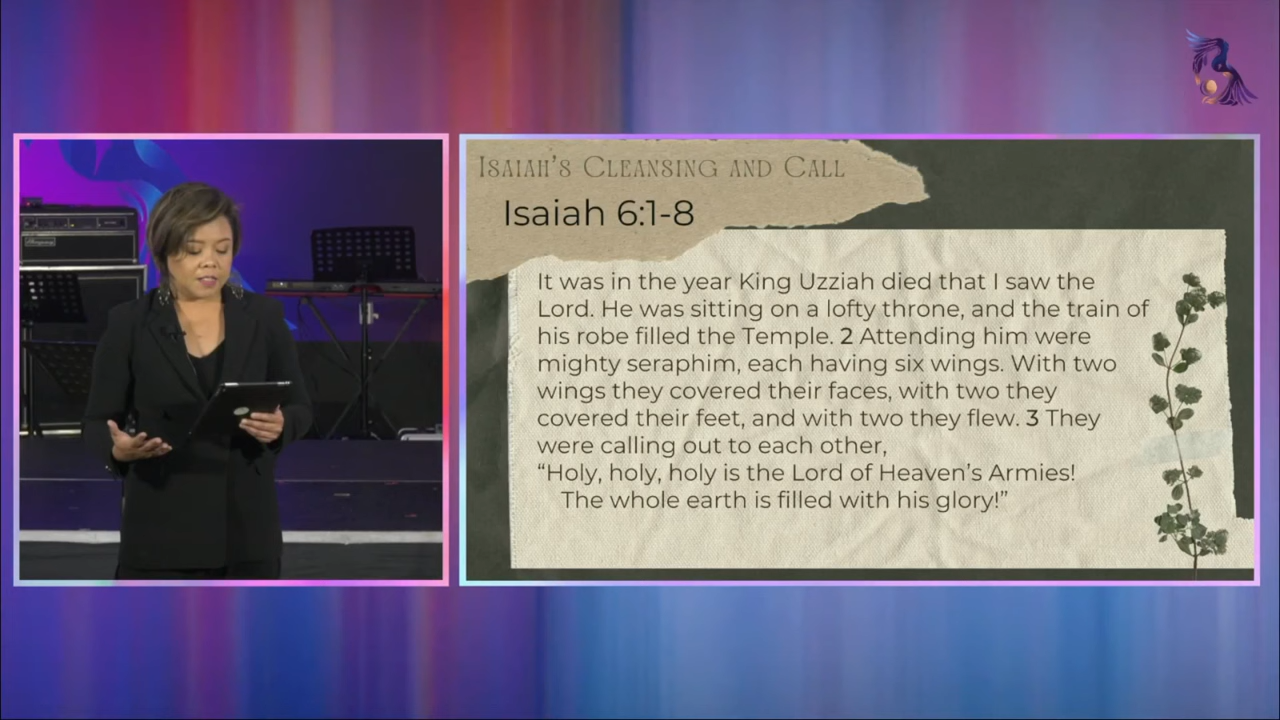 Isaiah's Cleansing and Call
Isaiah 6:1-8
It was in the year King Uzziah died that I saw the
Lord. He was sitting on a lofty throne, and the train of
his robe filled the Temple. 2 Attending him were
mighty seraphim, each having six wings. With two
wings they covered their faces, with two they
covered their feet, and with two they flew. 3 They
were calling out to each other,
“Holy, holy, holy is the Lord of Heaven’s Armies!
The whole earth is filled with his glory!”